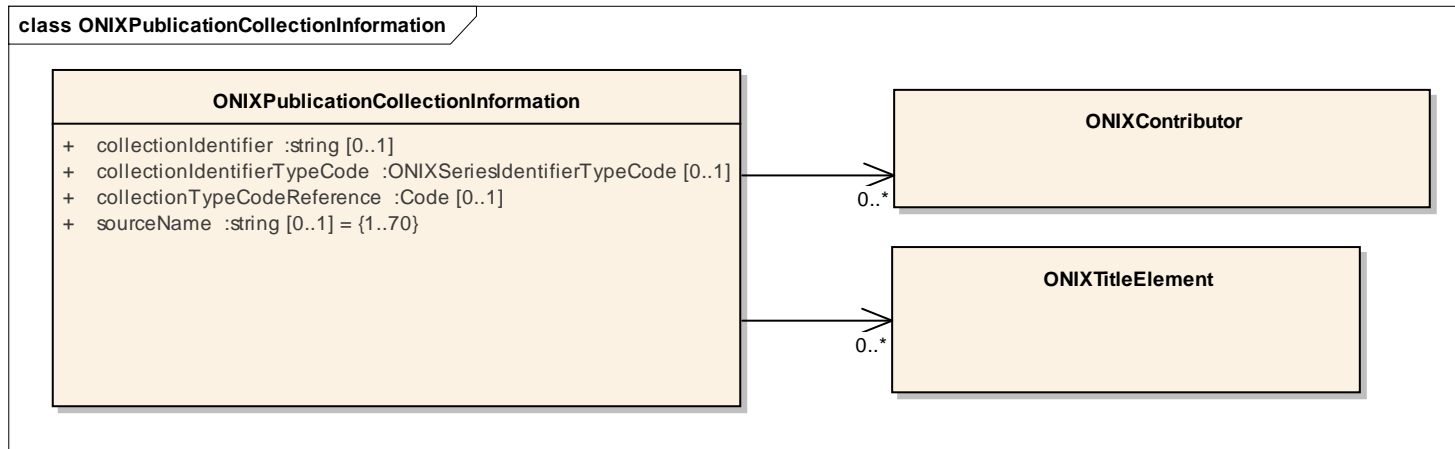 class ONIXPublicationCollectionInformation
ONIXPublicationCollectionInformation
+ collectionIdentifier :string [0..1]
+ collectionIdentifierTypeCode :ONIXSeriesIdentifierTypeCode [0..1]
+ collectionTypeCodeReference :Code [0..1]
+ sourceName :string [0..1] = {1..70}
ONIXContributor
0..*
ONIXTitleElement
0..*